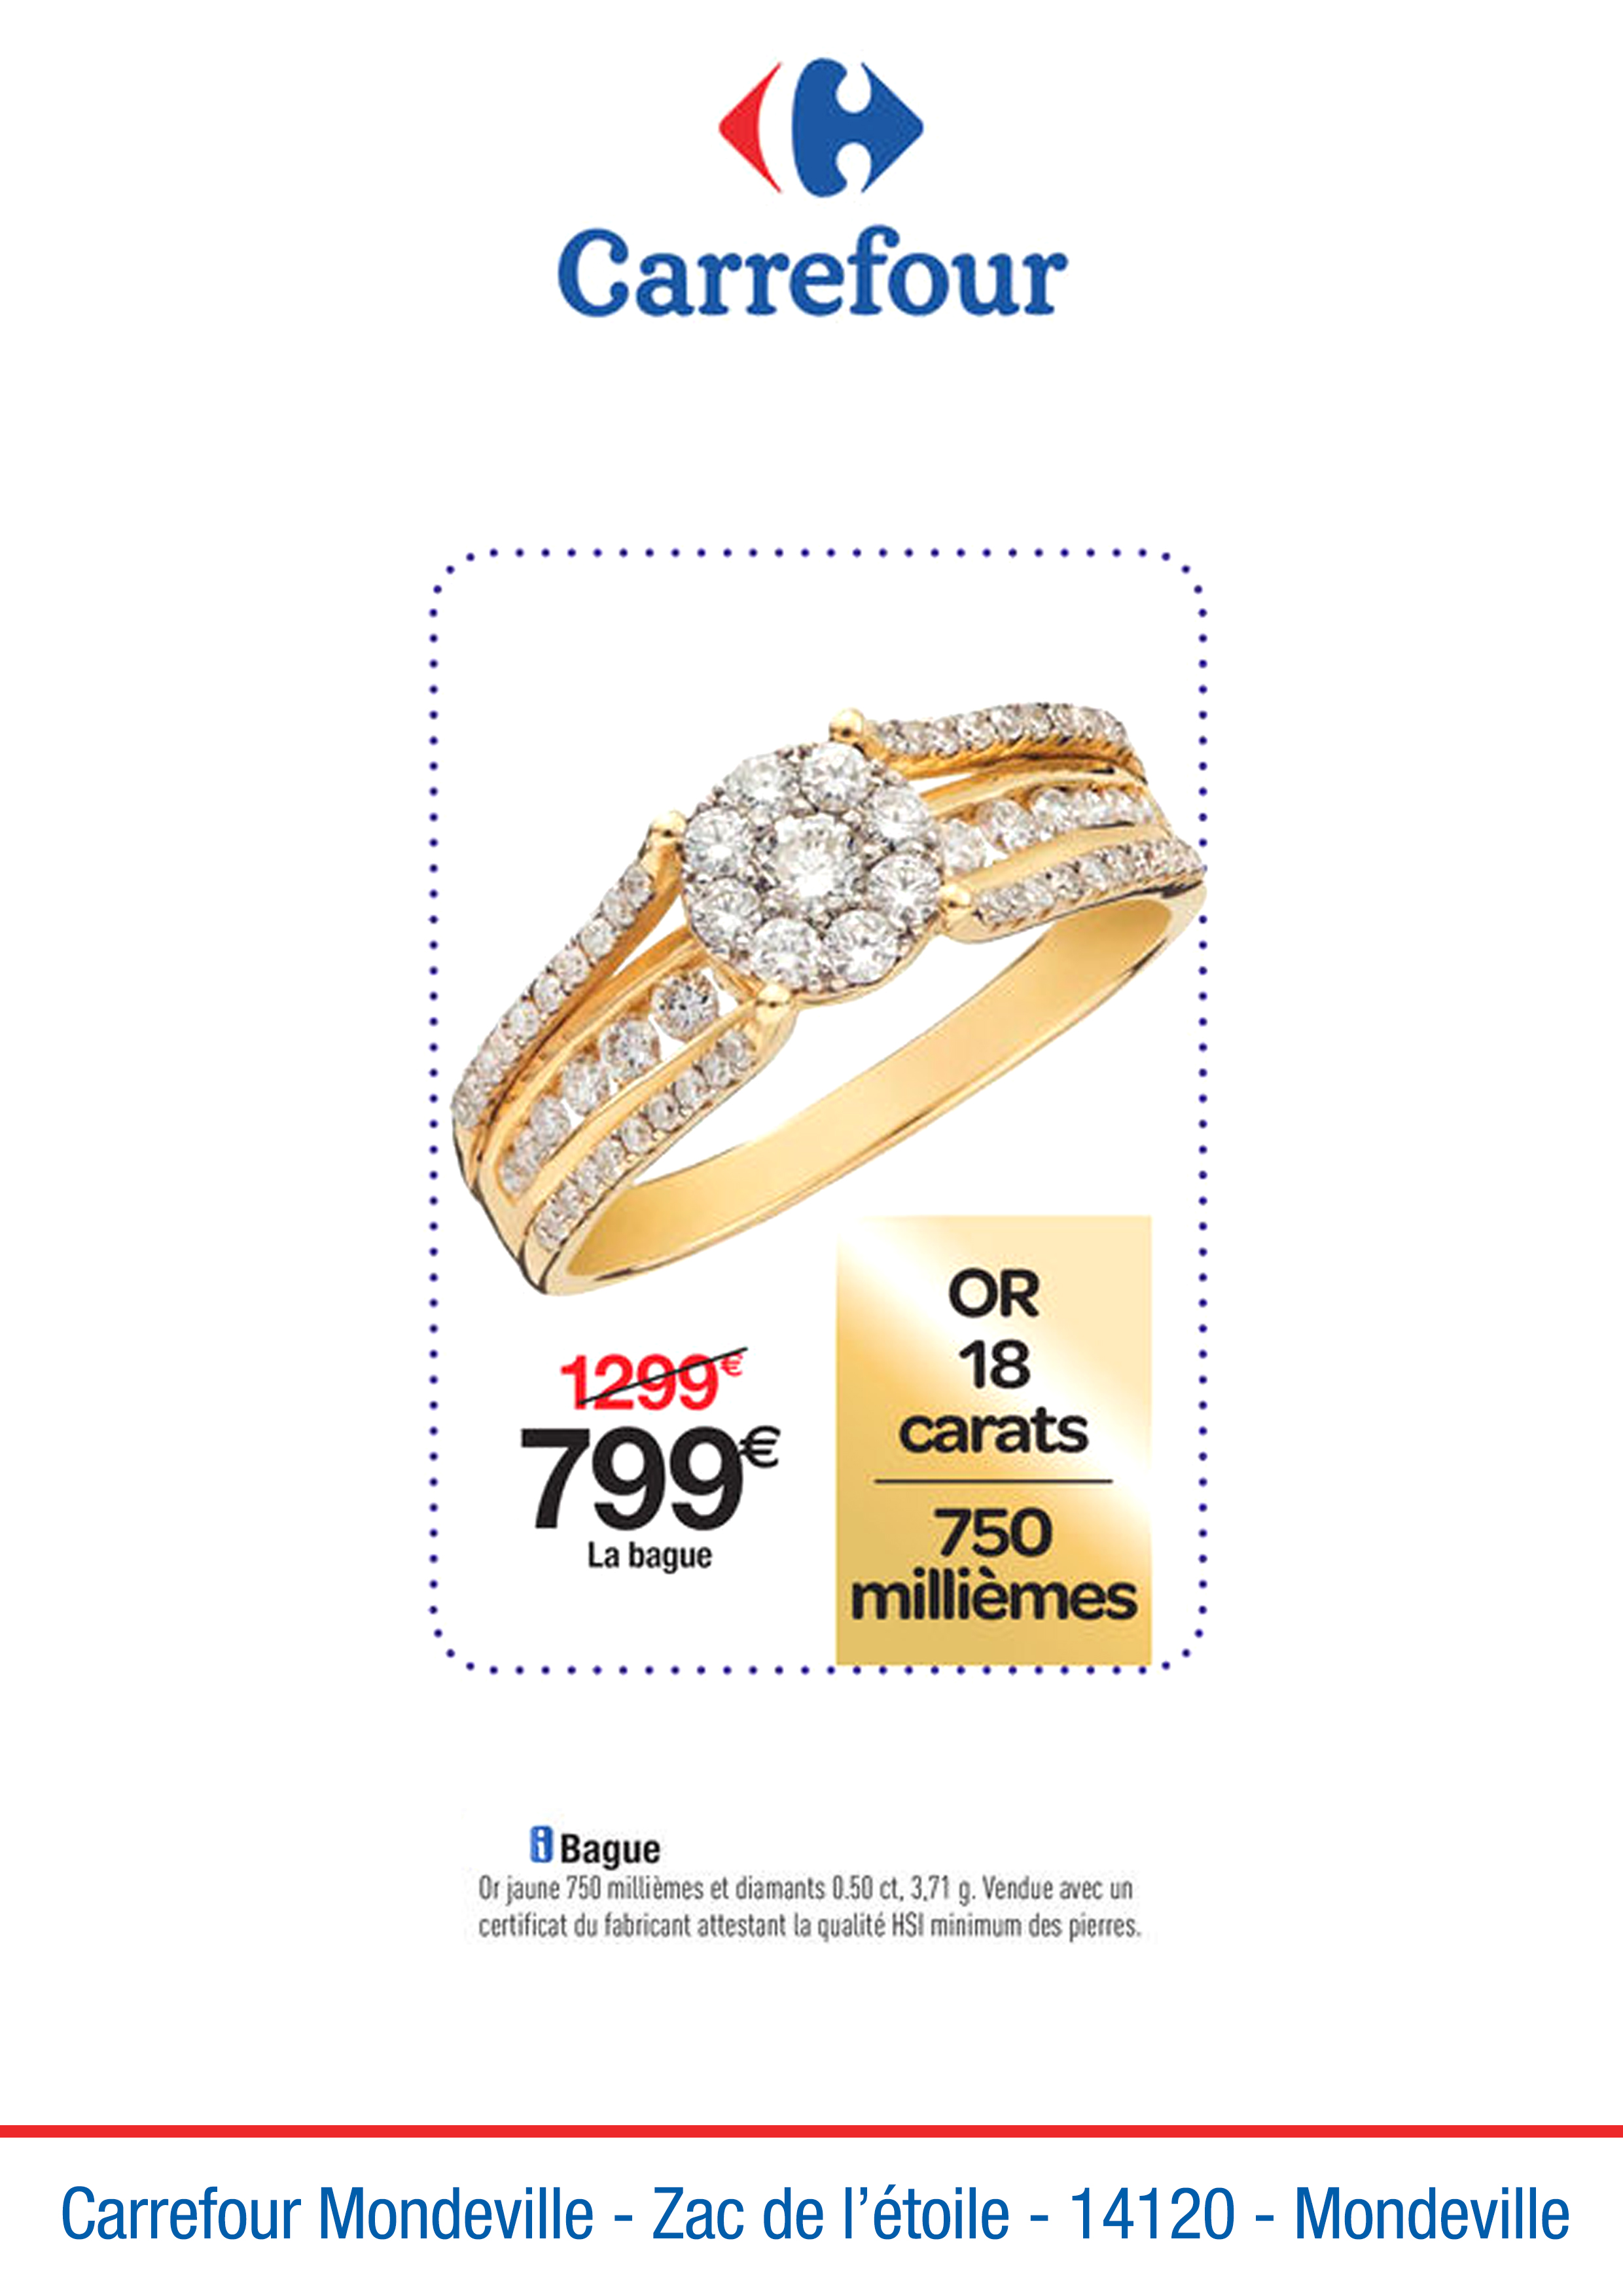 Carrefour
1299€
799€
La bague
OR
18
carats
750
millièmes
i Bague
Or jaune 750 millièmes et diamants 0.50 ct, 3,71 g. Vendue avec un
certificat du fabricant attestant la qualité HSI minimum des pierres.
Carrefour Mondeville - Zac de l’étoile - 14120 - Mondeville